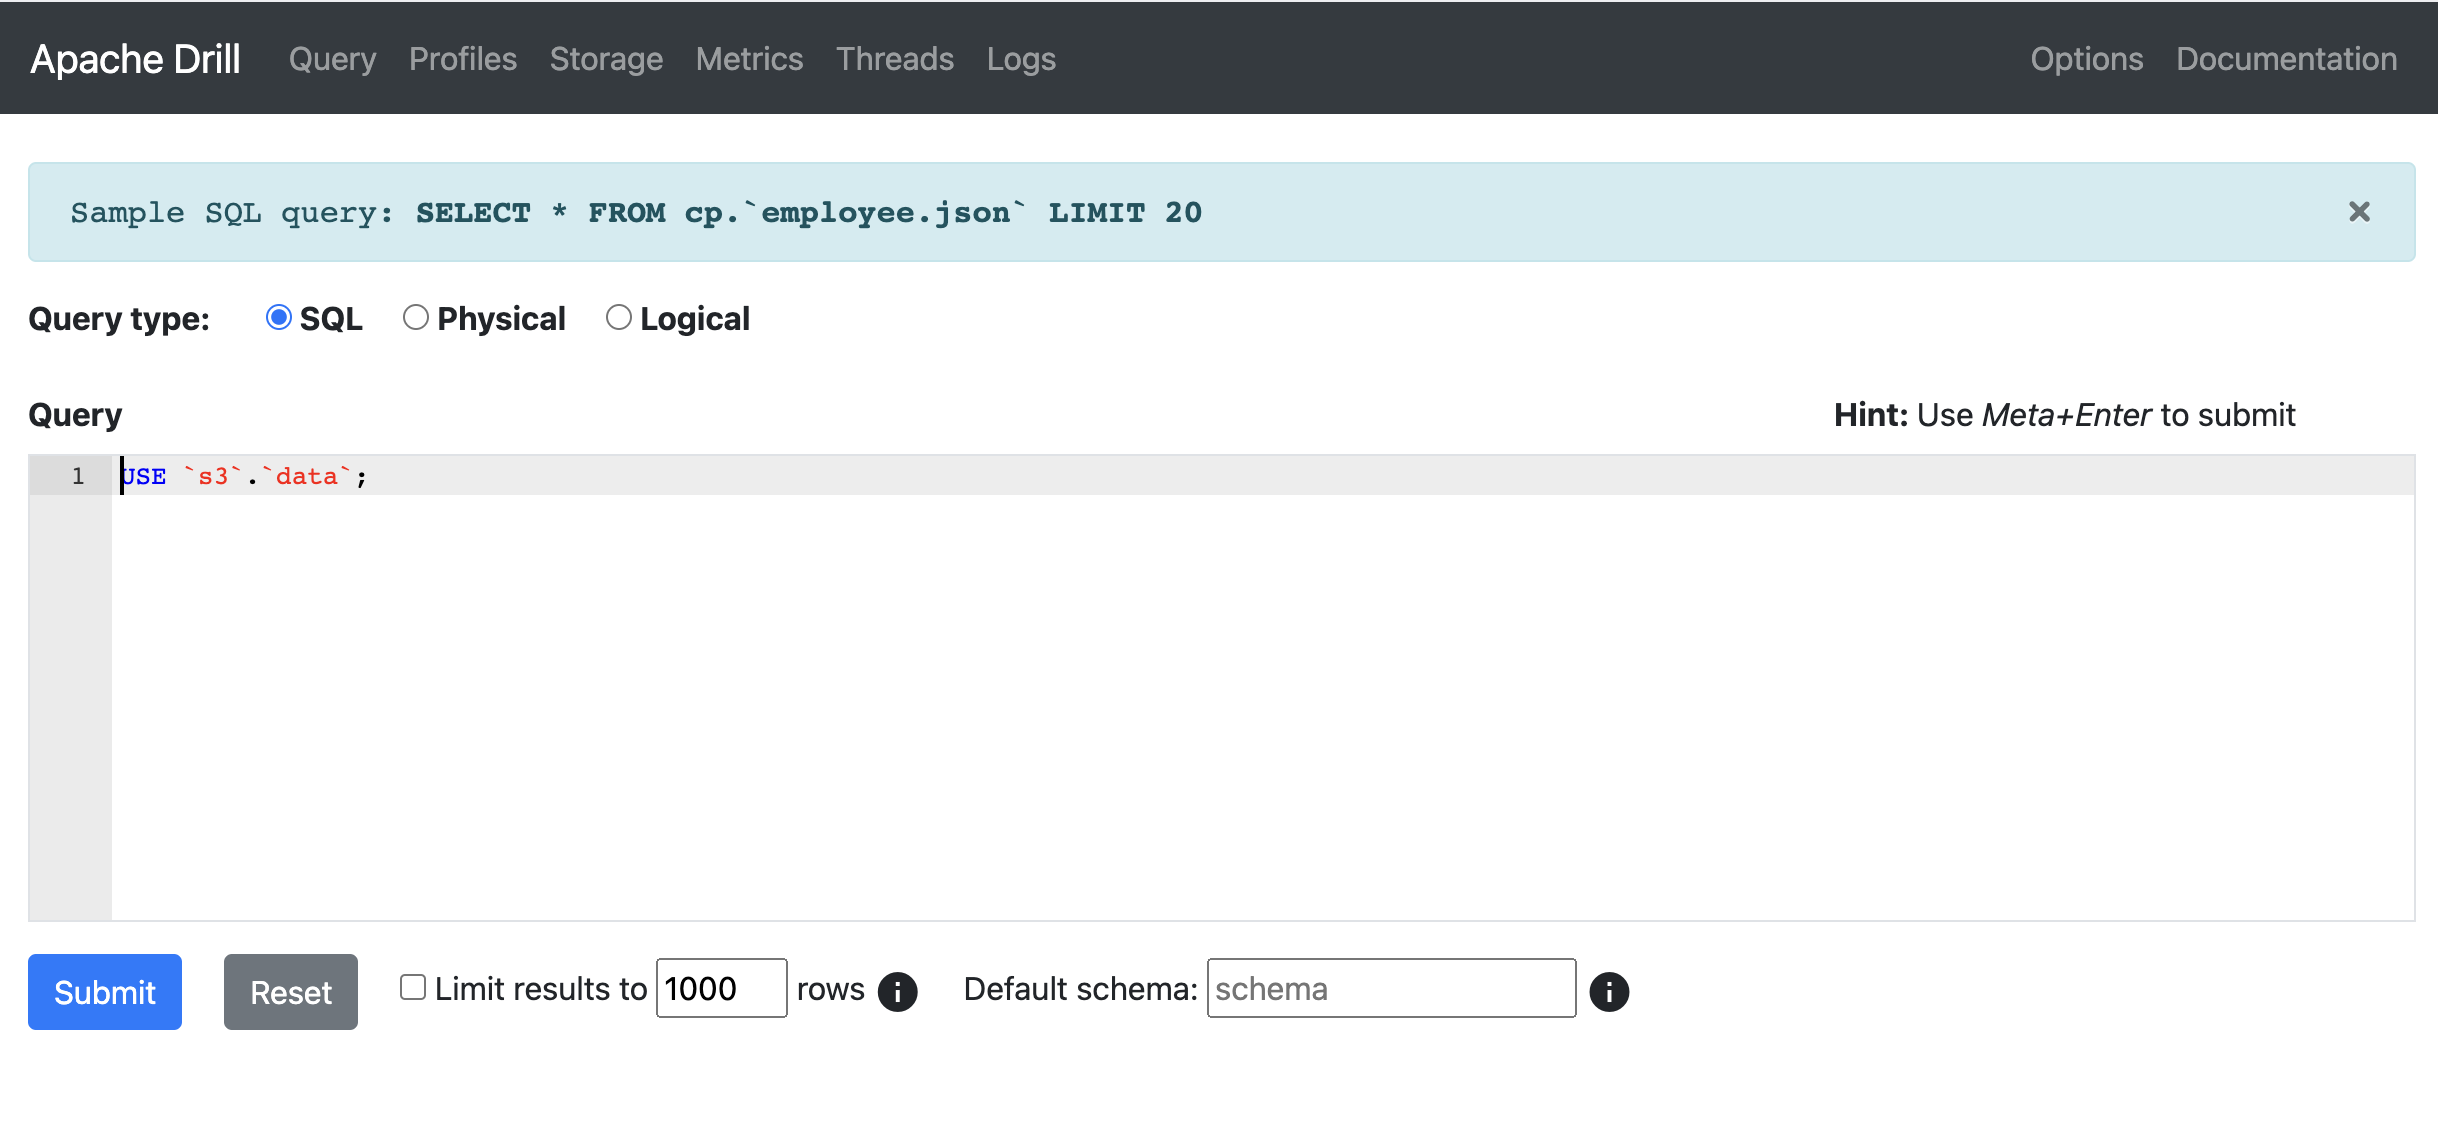 Apache Drill Query Profiles Storage Metrics Threads Logs Options Documentation
Sample SQL query: SELECT * FROM cp.`employee.json` LIMIT 20 ×
Query type: SQL Physical Logical
Query Hint: Use Meta+Enter to submit
1 USE `s3`.`data`;
Submit Reset Limit results to 1000 rows i Default schema: schema i